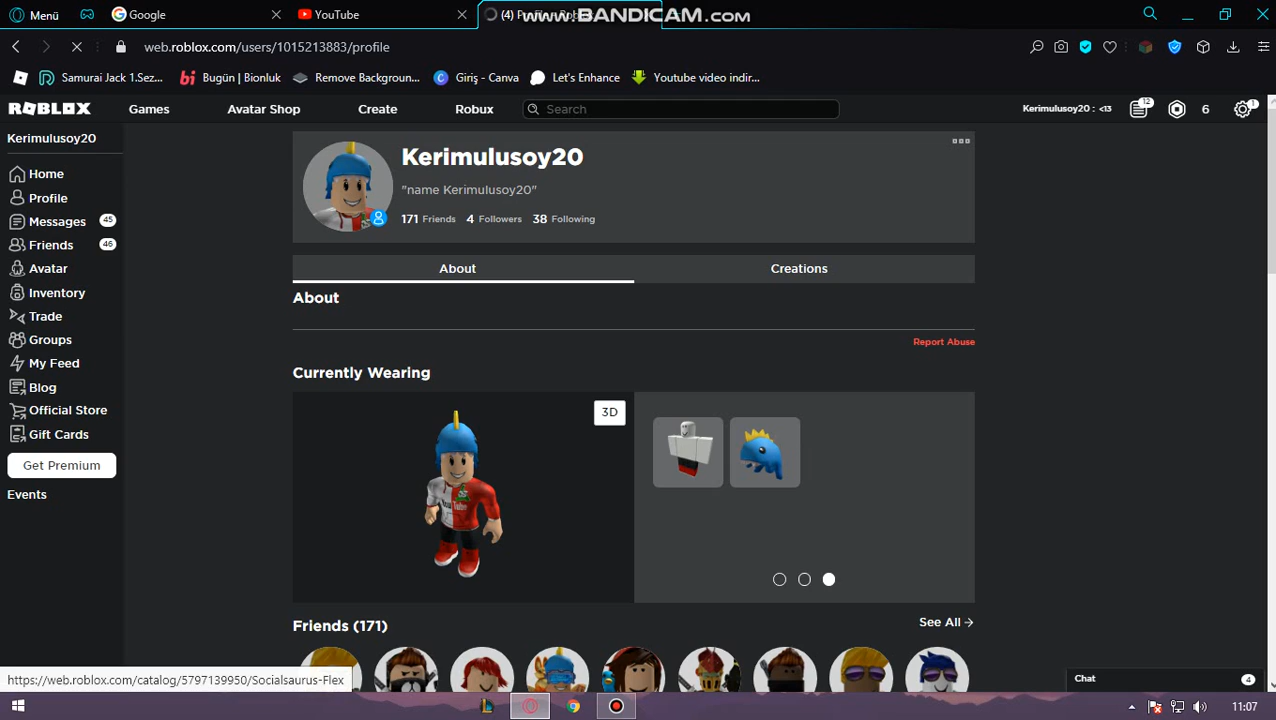 Menü
Google
YouTube
(4) P
www.BANDICAM.com
web.roblox.com/users/1015213883/profile
Samurai Jack 1.Sez...
Bugün | Bionluk
Remove Backgroun...
Giriş - Canva
Let's Enhance
Youtube video indir...
ROBLOX
Games
Avatar Shop
Create
Robux
Search
Kerimulusoy20 : <13
12
6
1
Kerimulusoy20
Home
Profile
Messages 45
Friends 46
Avatar
Inventory
Trade
Groups
My Feed
Blog
Official Store
Gift Cards
Get Premium
Events
Kerimulusoy20
"name Kerimulusoy20"
171 Friends 4 Followers 38 Following
About
Creations
About
Report Abuse
Currently Wearing
3D
Friends (171)
See All →
https://web.roblox.com/catalog/5797139950/Socialsaurus-Flex
Chat
4
11:07